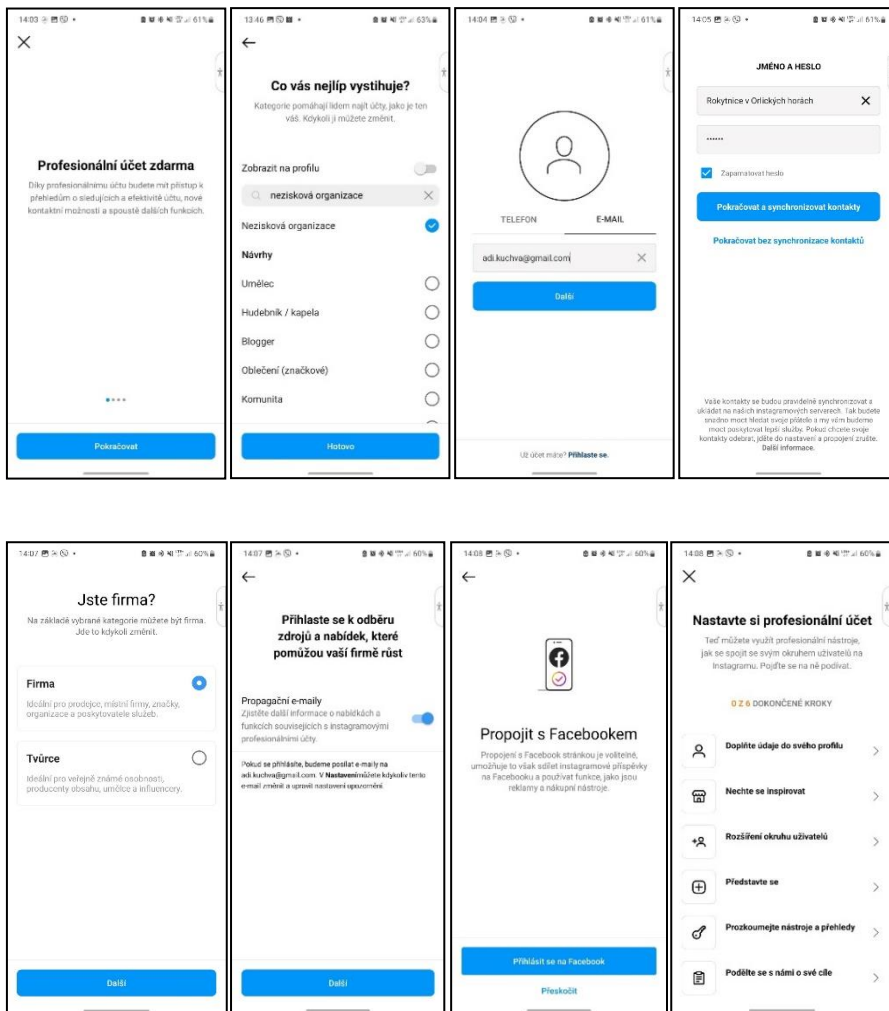 14:03 61%
Profesionální účet zdarma
Díky profesionálnímu účtu budete mít přístup k
přehledům o sledujících a efektivitě účtu, nové
kontaktní možnosti a spoustě dalších funkcích.
Pokračovat
13:46 63%
Co vás nejlíp vystihuje?
Kategorie pomáhají lidem najít účty, jako je ten
váš. Kdykoli ji můžete změnit.
Zobrazit na profilu
nezisková organizace
Nezisková organizace
Návrhy
Umělec
Hudebník / kapela
Blogger
Oblečení (značkové)
Komunita
Hotovo
14:04 61%
TELEFON E-MAIL
adi.kuchva@gmail.com
Další
Už účet máte? Přihlaste se.
14:05 61%
JMÉNO A HESLO
Rokytnice v Orlických horách
Zapamatovat heslo
Pokračovat a synchronizovat kontakty
Pokračovat bez synchronizace kontaktů
Vaše kontakty se budou pravidelně synchronizovat a
ukládat na našich instagramových serverech. Tak budete
snadno moct hledat svoje přátele a my vám budeme
moct poskytovat lepší služby. Pokud chcete svoje
kontakty odebrat, jděte do nastavení a propojení zrušte.
Další informace.
14:07 60%
Jste firma?
Na základě vybrané kategorie můžete být firma.
Jde to kdykoli změnit.
Firma
Ideální pro prodejce, místní firmy, značky,
organizace a poskytovatele služeb.
Tvůrce
Ideální pro veřejně známé osobnosti,
producenty obsahu, umělce a influencery.
Další
14:07 60%
Přihlaste se k odběru
zdrojů a nabídek, které
pomůžou vaší firmě růst
Propagační e-maily
Zjistěte další informace o nabídkách a
funkcích souvisejících s instagramovými
profesionálními účty.
Pokud se přihlásíte, budeme posílat e-maily na
adi.kuchva@gmail.com. V Nastavenímůžete kdykoliv tento
e-mail změnit a upravit nastavení upozornění.
Další
14:08 60%
Propojit s Facebookem
Propojení s Facebook stránkou je volitelné,
umožňuje to však sdílet instagramové příspěvky
na Facebooku a používat funkce, jako jsou
reklamy a nákupní nástroje.
Přihlásit se na Facebook
Přeskočit
14:08 60%
Nastavte si profesionální účet
Teď můžete využít profesionální nástroje,
jak se spojit se svým okruhem uživatelů na
Instagramu. Pojďte se na ně podívat.
0 Z 6 DOKONČENÉ KROKY
Doplňte údaje do svého profilu
Nechte se inspirovat
Rozšíření okruhu uživatelů
Představte se
Prozkoumejte nástroje a přehledy
Podělte se s námi o své cíle